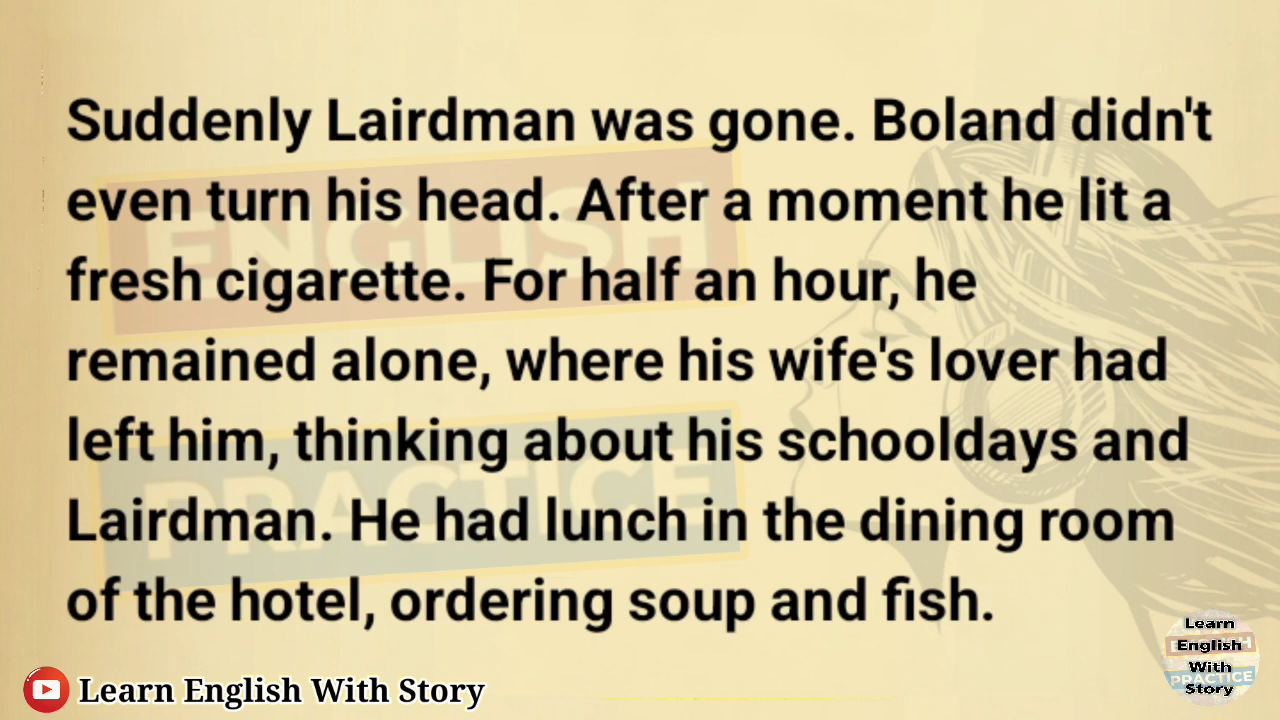 Suddenly Lairdman was gone. Boland didn't
even turn his head. After a moment he lit a
fresh cigarette. For half an hour, he
remained alone, where his wife's lover had
left him, thinking about his schooldays and
Lairdman. He had lunch in the dining room
of the hotel, ordering soup and fish.
ENGLISH
PRACTICE
Learn English With Story
Learn
English
With
PRACTICE
Story